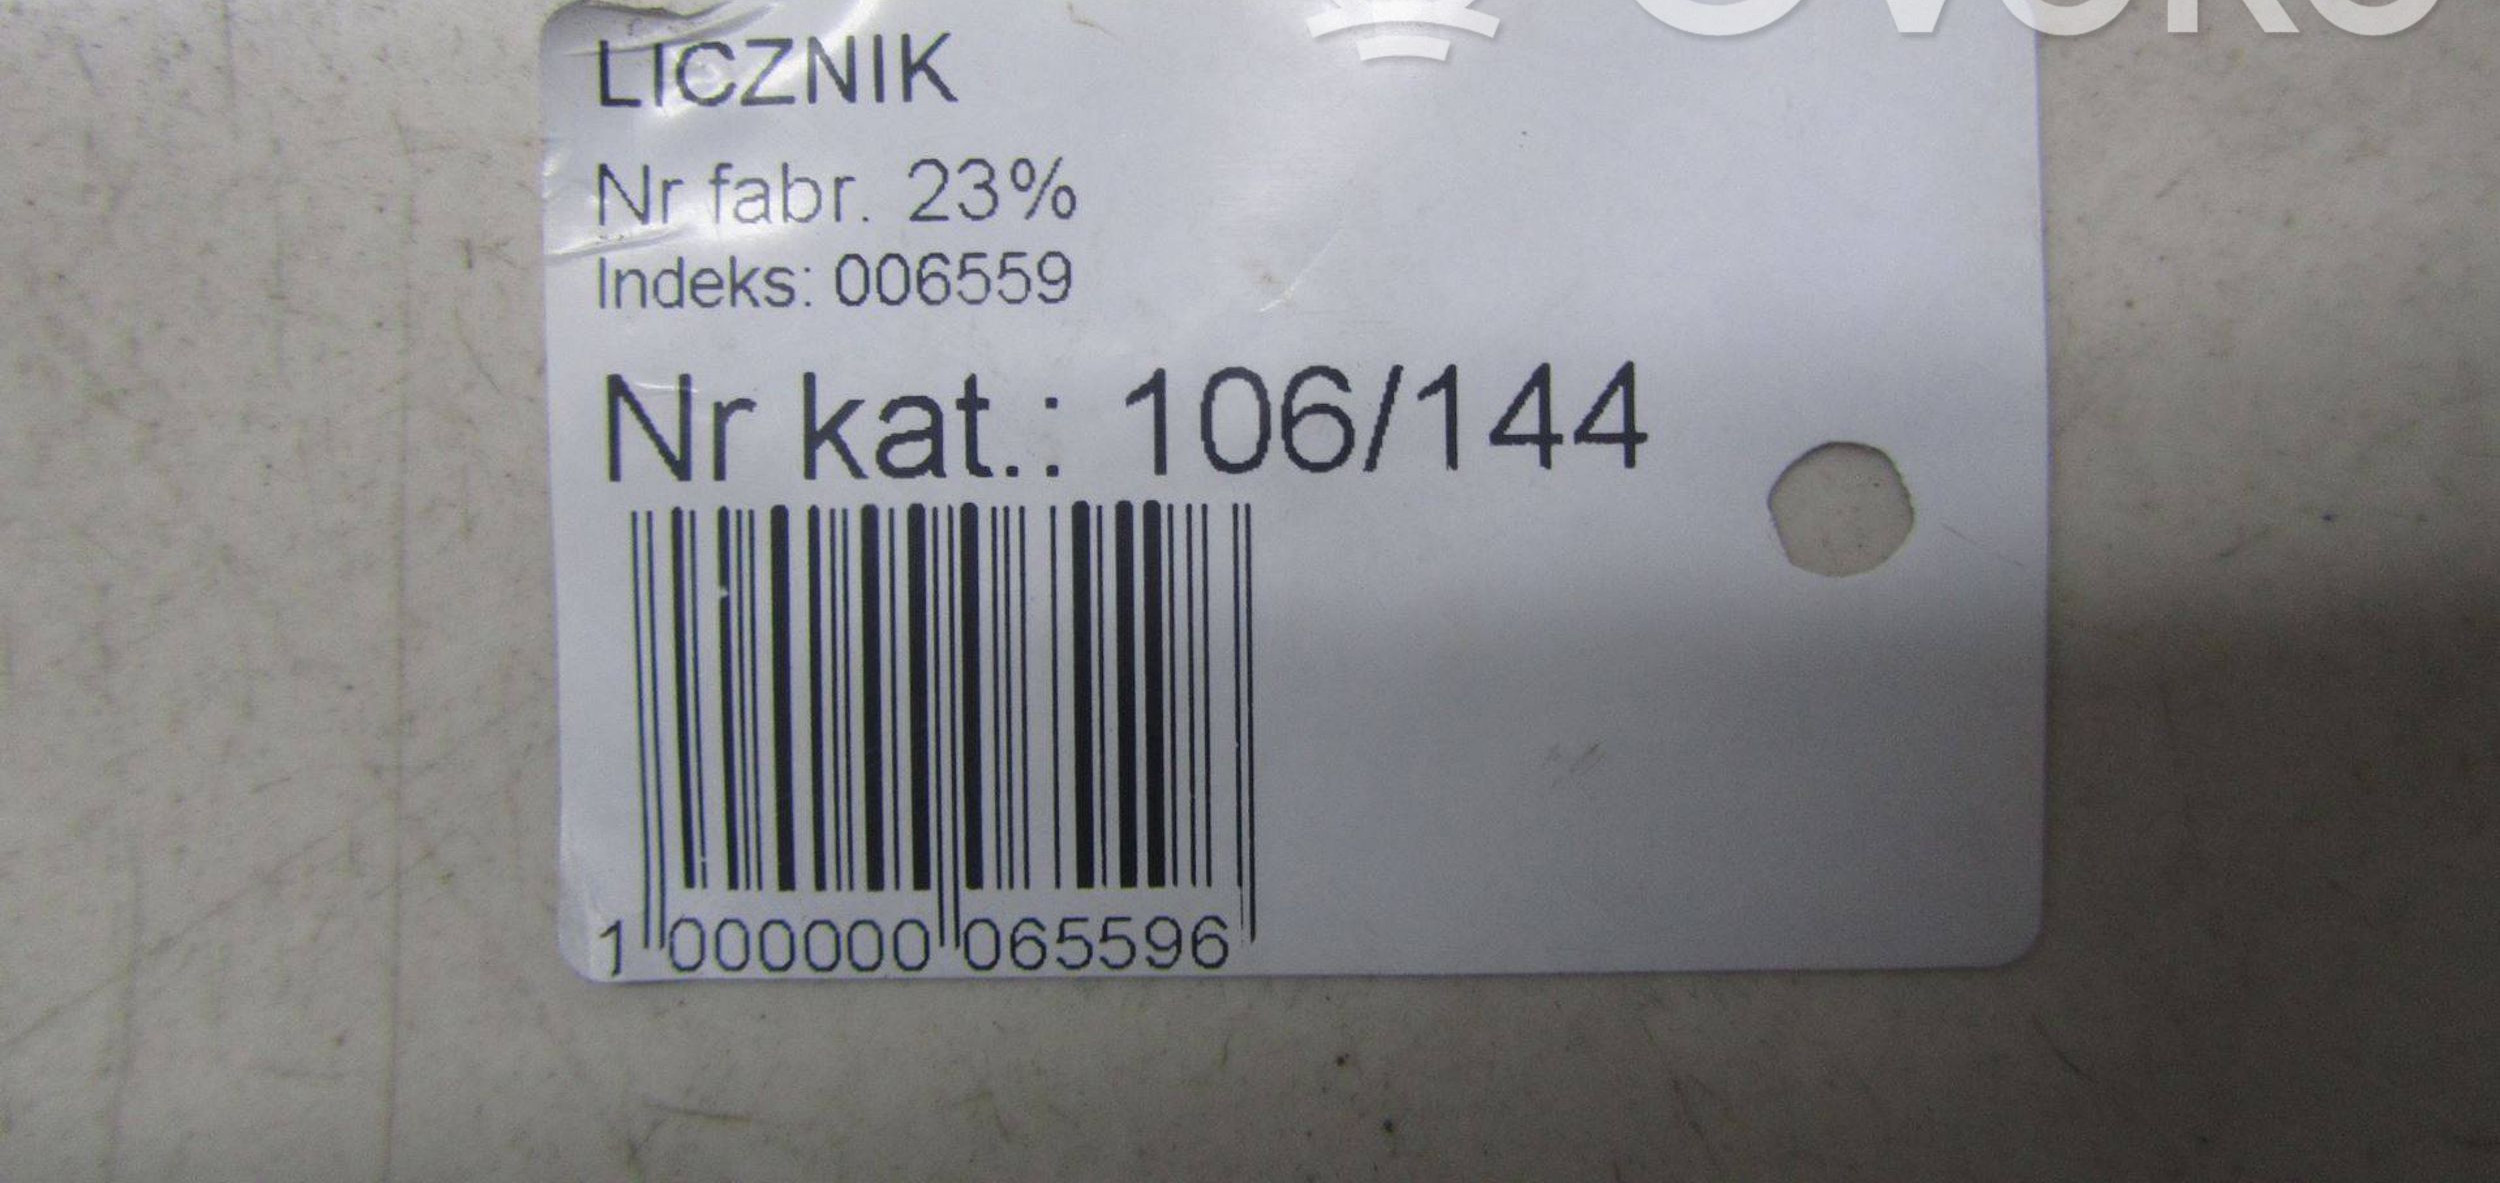 LICZNIK
Nr fabr. 23%
Indeks: 006559
Nr kat.: 106/144
1 000000 065596